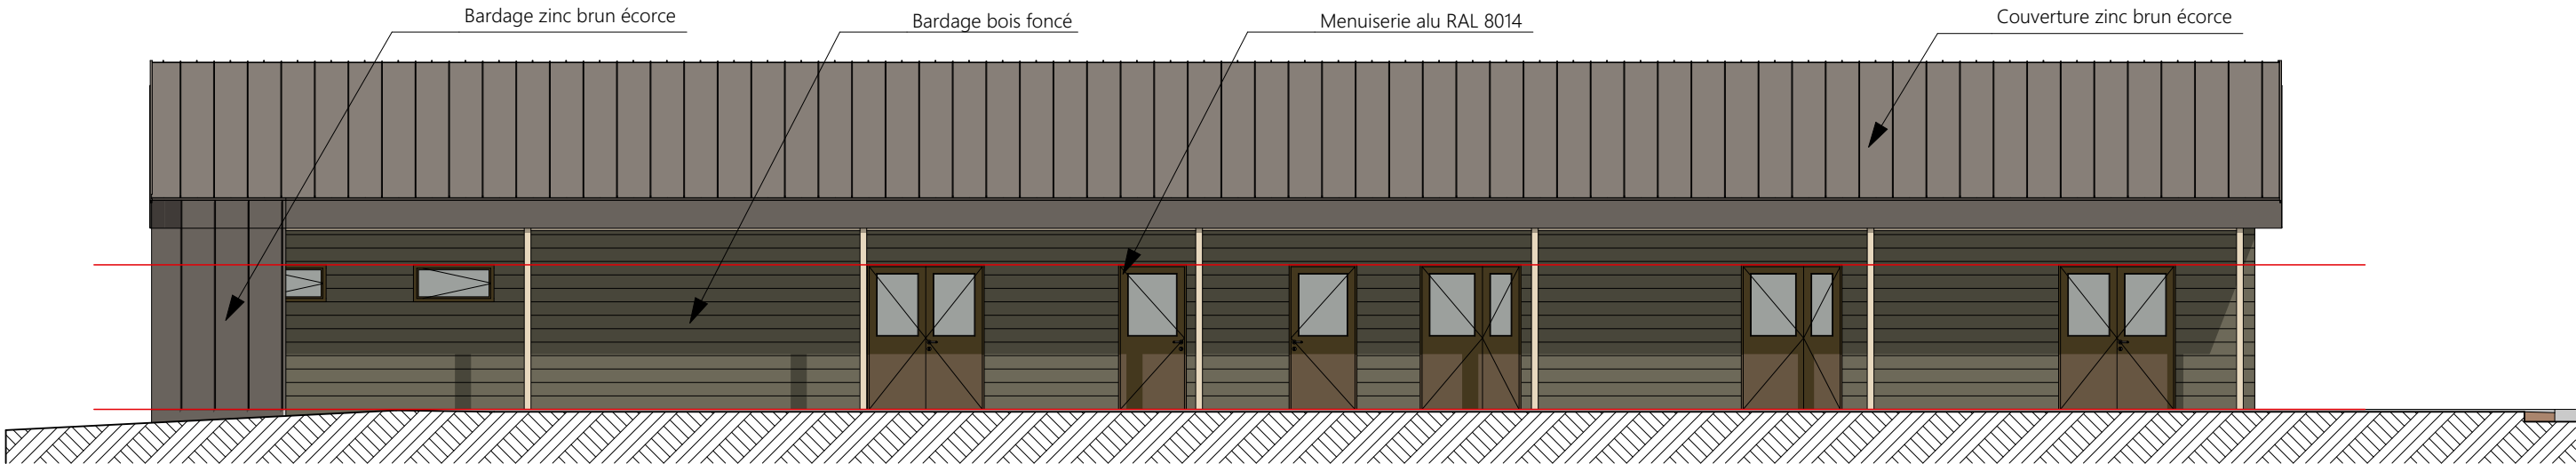 Bardage zinc brun écorce
Bardage bois foncé
Menuiserie alu RAL 8014
Couverture zinc brun écorce